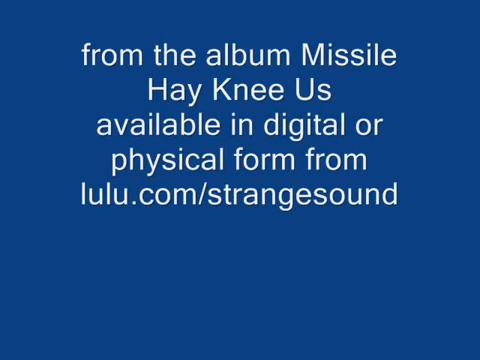 from the album Missile
Hay Knee Us
available in digital or
physical form from
lulu.com/strangesound